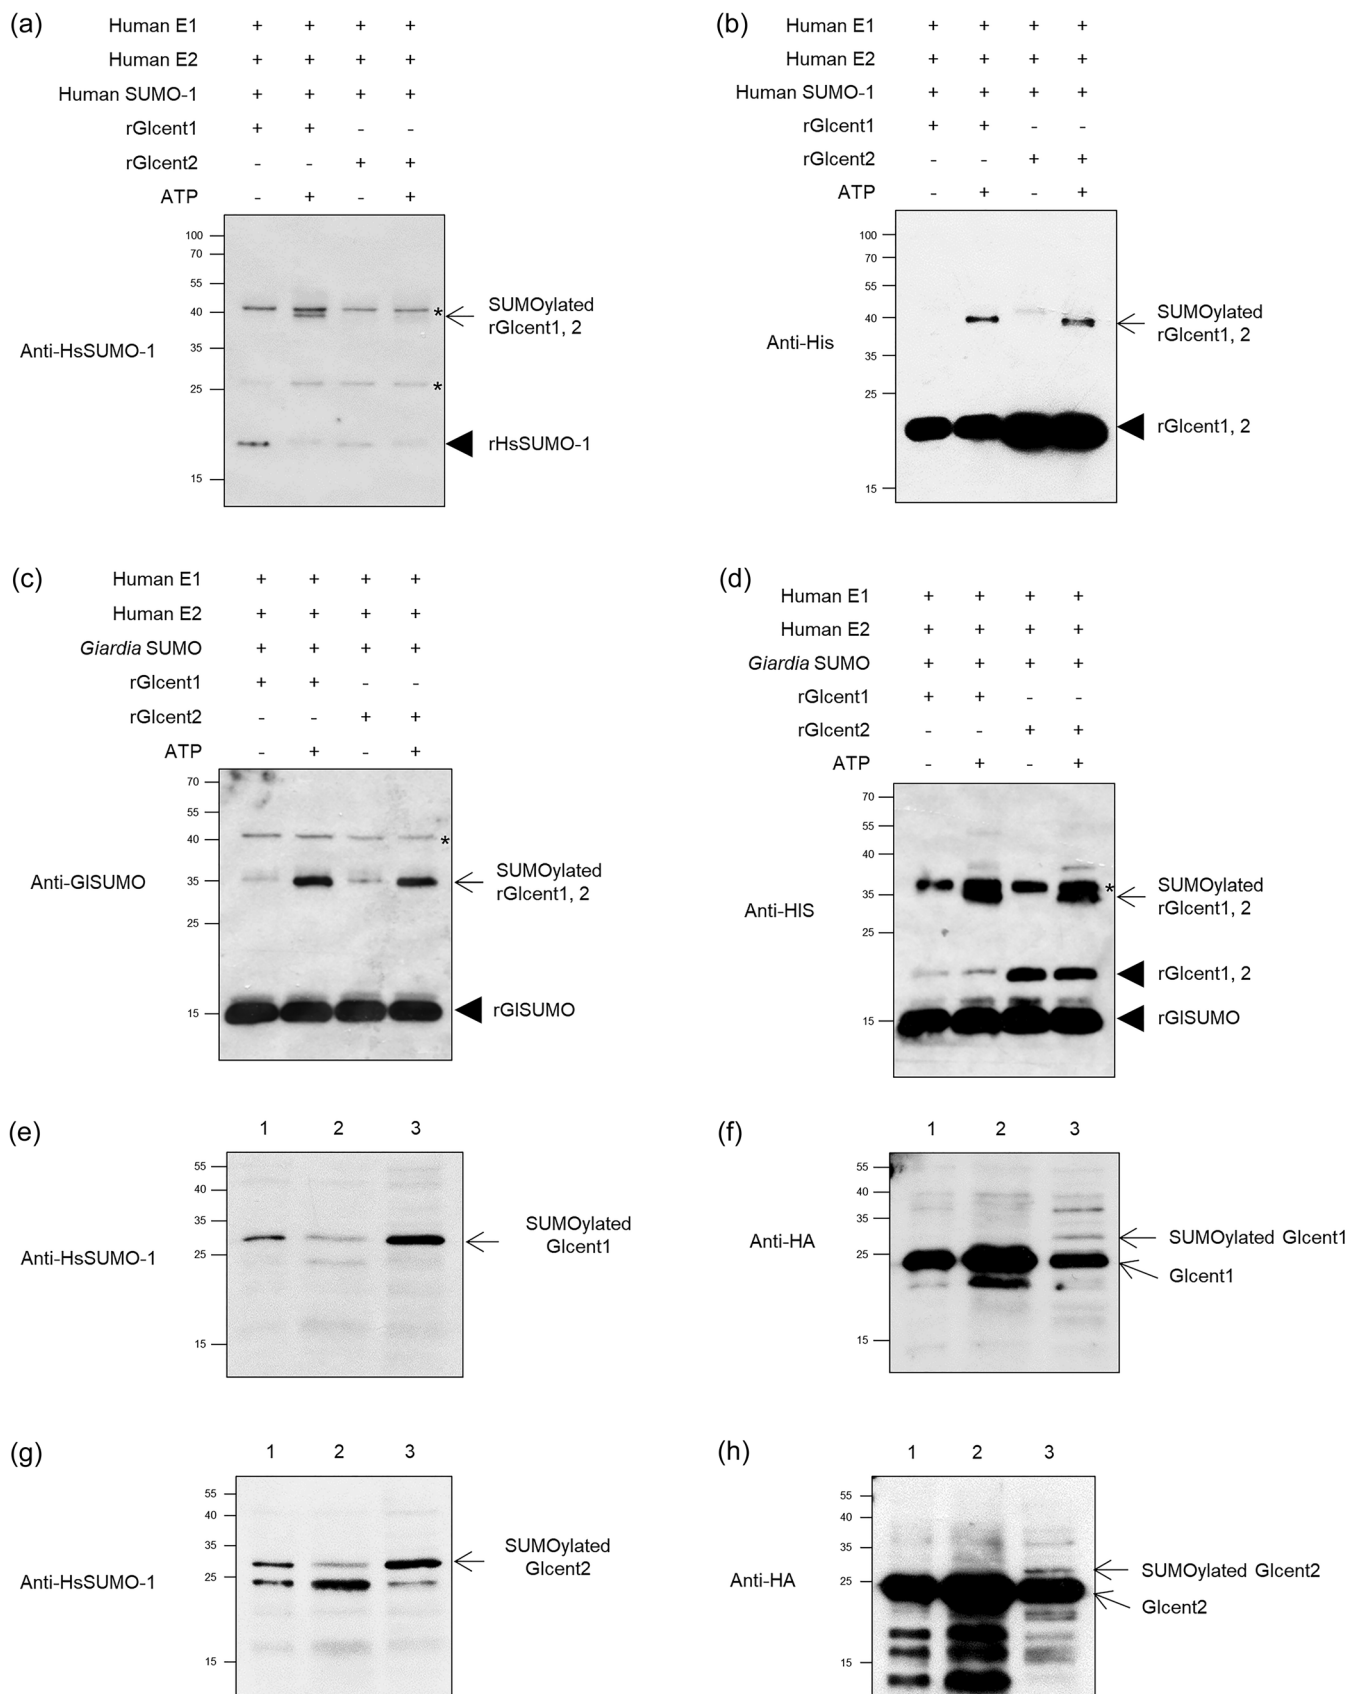 (a)
Human E1 + + + +
Human E2 + + + +
Human SUMO-1 + + + +
rGlcent1 + + - -
rGlcent2 - - + +
ATP - + - +
100
70
55
40
35
25
15
Anti-HsSUMO-1
*
SUMOylated
rGlcent1, 2
*
rHsSUMO-1
(b)
Human E1 + + + +
Human E2 + + + +
Human SUMO-1 + + + +
rGlcent1 + + - -
rGlcent2 - - + +
ATP - + - +
100
70
55
40
35
25
15
Anti-His
SUMOylated
rGlcent1, 2
rGlcent1, 2
(c)
Human E1 + + + +
Human E2 + + + +
Giardia SUMO + + + +
rGlcent1 + + - -
rGlcent2 - - + +
ATP - + - +
70
55
40
35
25
15
Anti-GlSUMO
*
SUMOylated
rGlcent1, 2
rGlSUMO
(d)
Human E1 + + + +
Human E2 + + + +
Giardia SUMO + + + +
rGlcent1 + + - -
rGlcent2 - - + +
ATP - + - +
70
55
40
35
25
15
Anti-HIS
*
SUMOylated
rGlcent1, 2
rGlcent1, 2
rGlSUMO
(e)
1 2 3
55
40
35
25
15
Anti-HsSUMO-1
SUMOylated
Glcent1
(f)
1 2 3
55
40
35
25
15
Anti-HA
SUMOylated Glcent1
Glcent1
(g)
1 2 3
55
40
35
25
15
Anti-HsSUMO-1
SUMOylated
Glcent2
(h)
1 2 3
55
40
35
25
15
Anti-HA
SUMOylated Glcent2
Glcent2